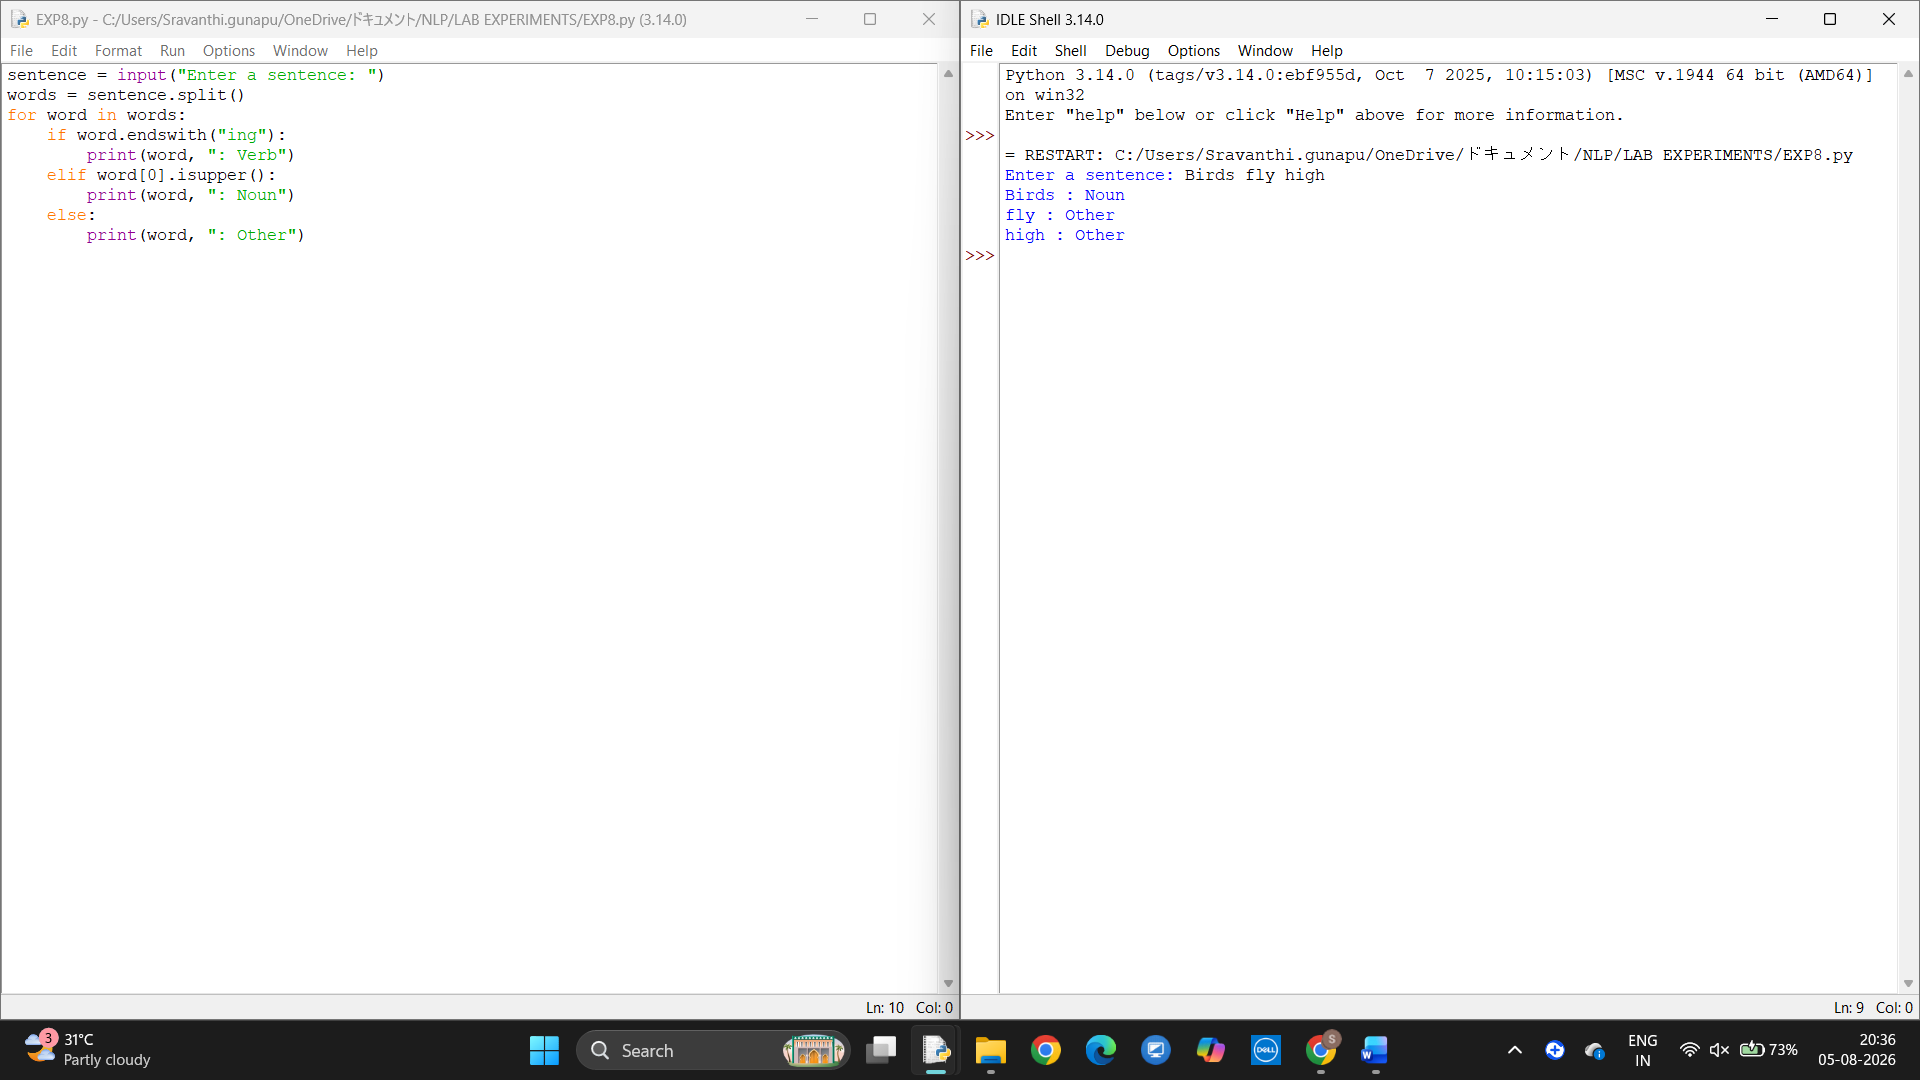 EXP8.py - C:/Users/Sravanthi.gunapu/OneDrive/ドキュメント/NLP/LAB EXPERIMENTS/EXP8.py (3.14.0)
File Edit Format Run Options Window Help
sentence = input("Enter a sentence: ")
words = sentence.split()
for word in words:
    if word.endswith("ing"):
        print(word, ": Verb")
    elif word[0].isupper():
        print(word, ": Noun")
    else:
        print(word, ": Other")
Ln: 10 Col: 0
IDLE Shell 3.14.0
File Edit Shell Debug Options Window Help
Python 3.14.0 (tags/v3.14.0:ebf955d, Oct  7 2025, 10:15:03) [MSC v.1944 64 bit (AMD64)]
on win32
Enter "help" below or click "Help" above for more information.
>>>
= RESTART: C:/Users/Sravanthi.gunapu/OneDrive/ドキュメント/NLP/LAB EXPERIMENTS/EXP8.py
Enter a sentence: Birds fly high
Birds : Noun
fly : Other
high : Other
>>>
Ln: 9 Col: 0
3
31°C
Partly cloudy
Search
DELL
S
W
ENG
IN
73%
20:36
05-08-2026